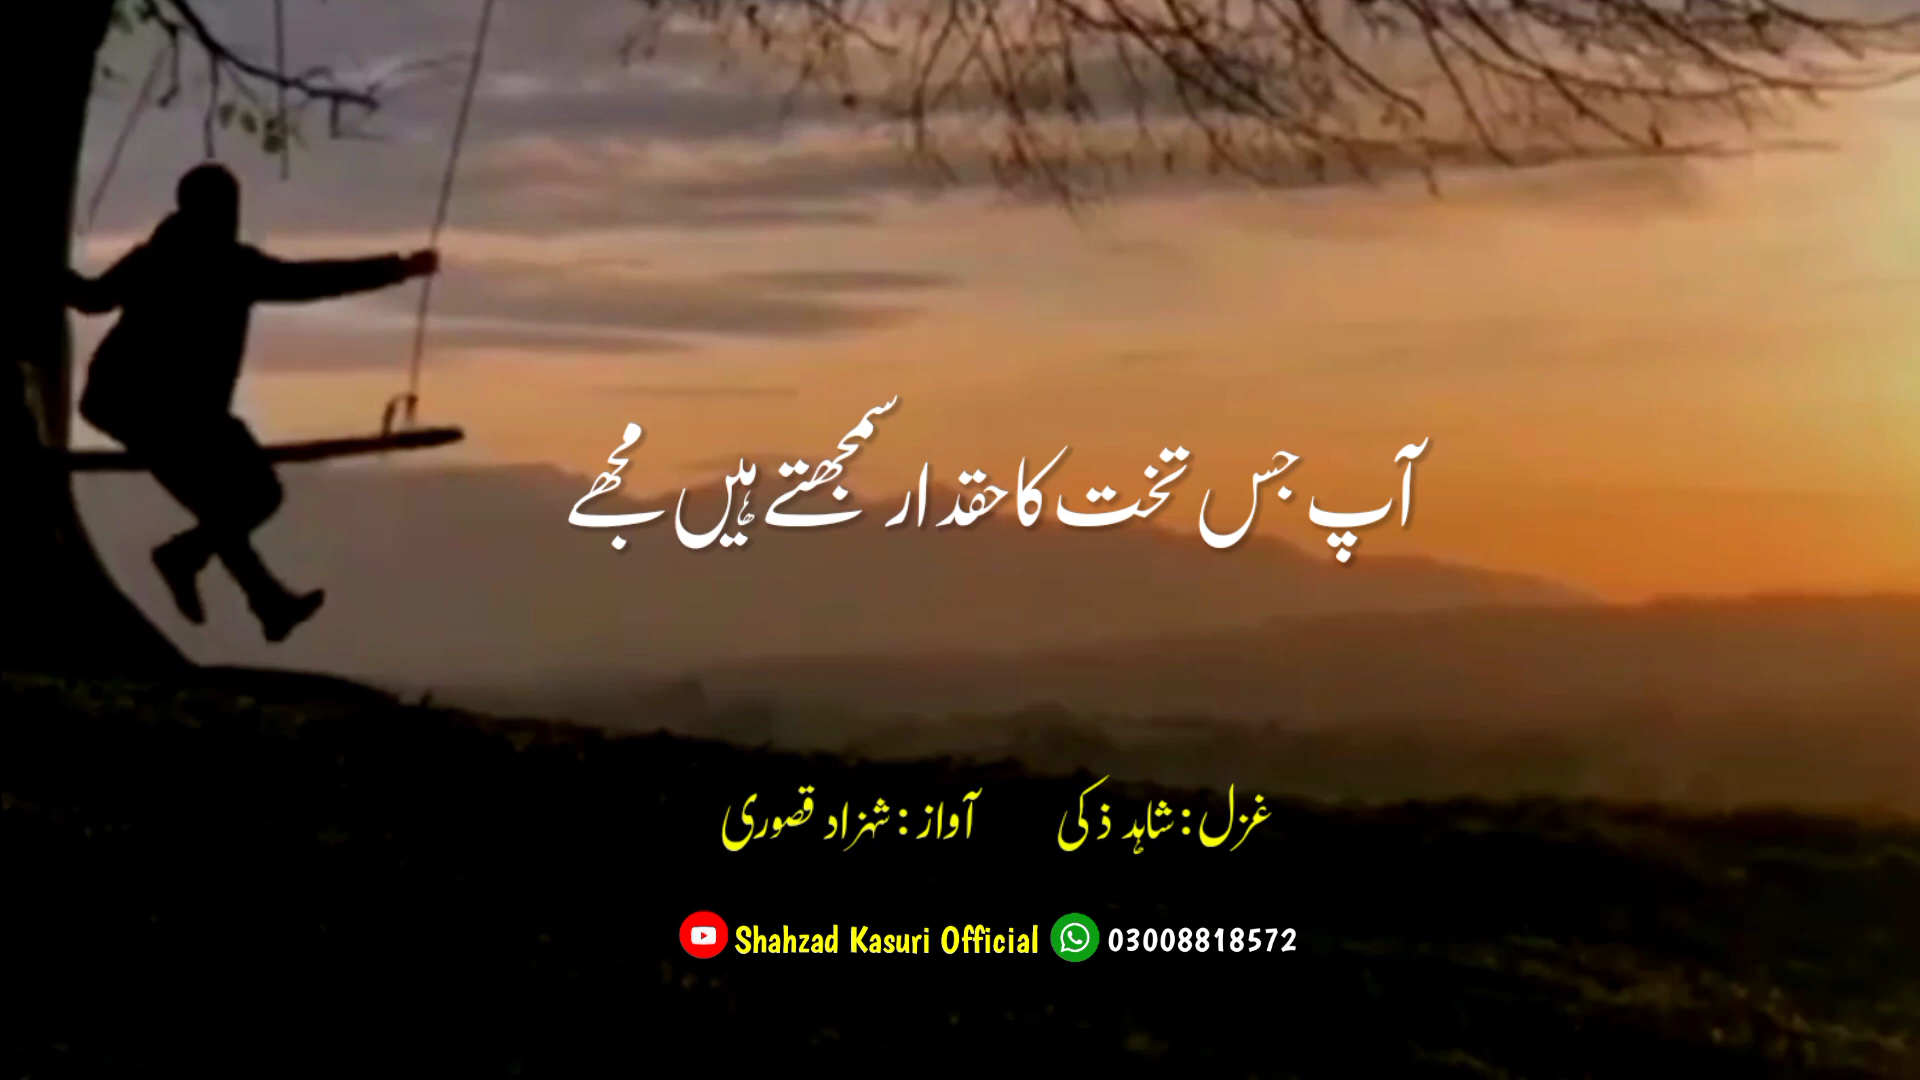 آپ جس تخت کا حقدار سمجھتے ہیں مجھے
غزل : شاہد ذکی آواز : شہزاد قصوری
Shahzad Kasuri Official 03008818572